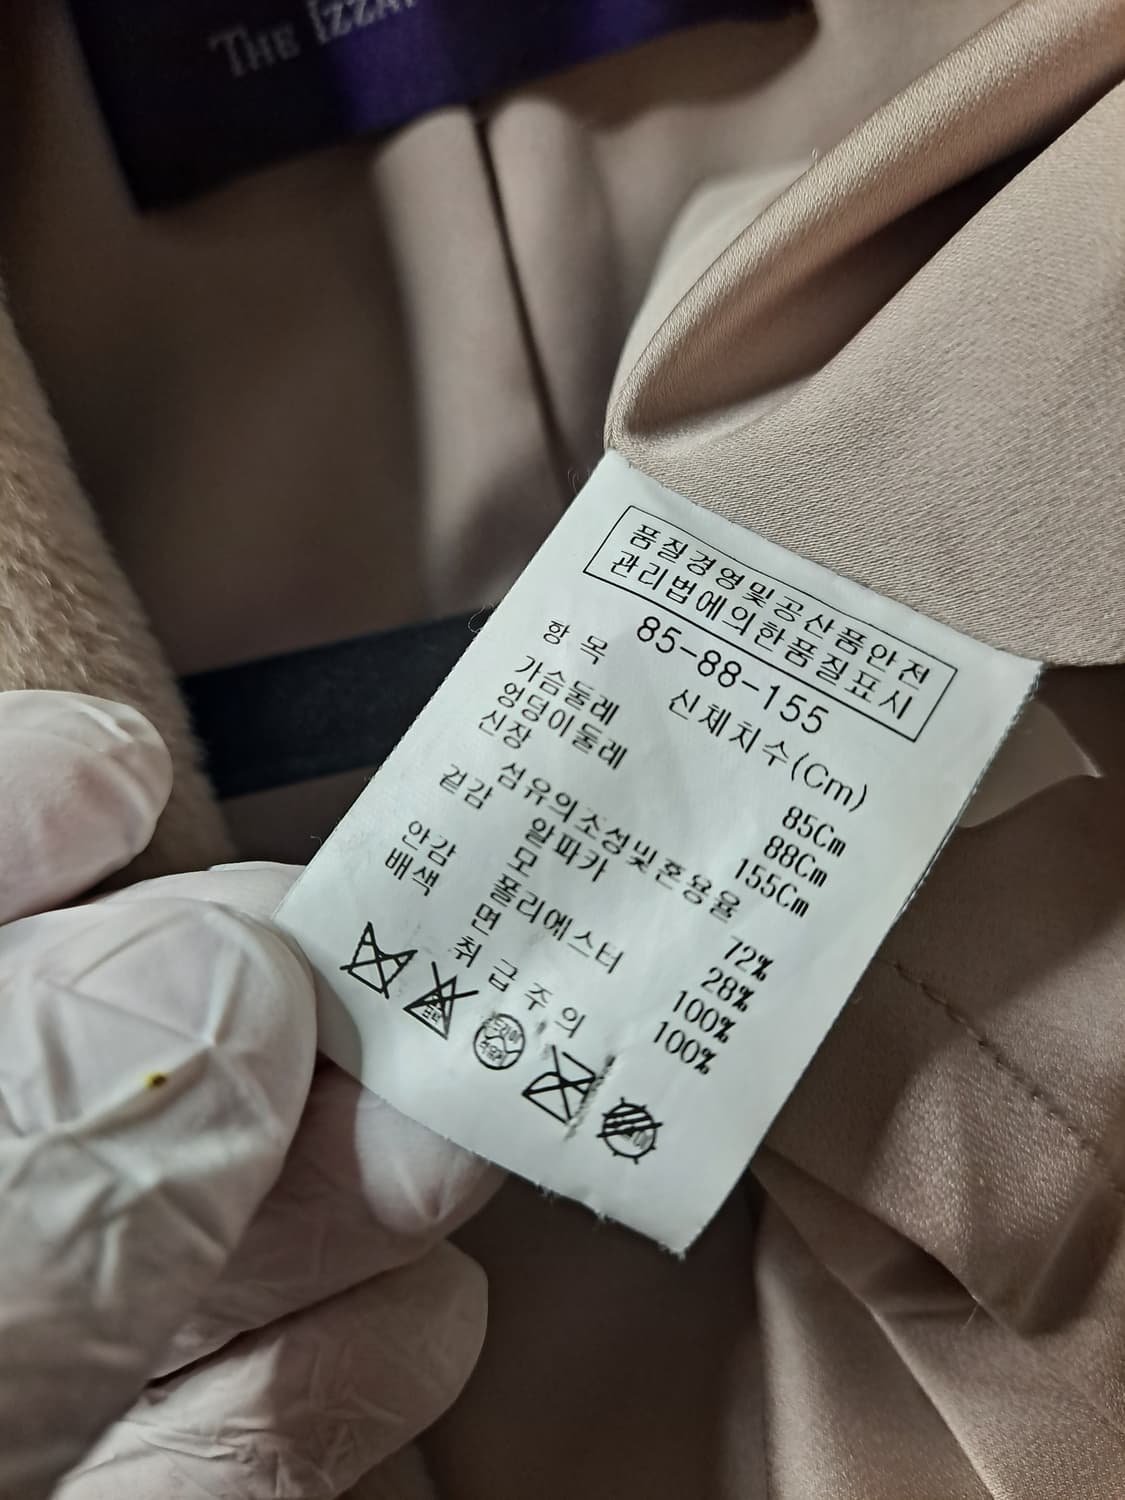 THE IZZA
품질경영및공산품안전
관리법에의한품질표시
85-88-155
항 목 신체치수(Cm)
가슴둘레 85Cm
엉덩이둘레 88Cm
신장 155Cm
섬유의조성및혼용율
겉감 알파카 72%
모 28%
안감 폴리에스터 100%
배색 면 100%
취급주의